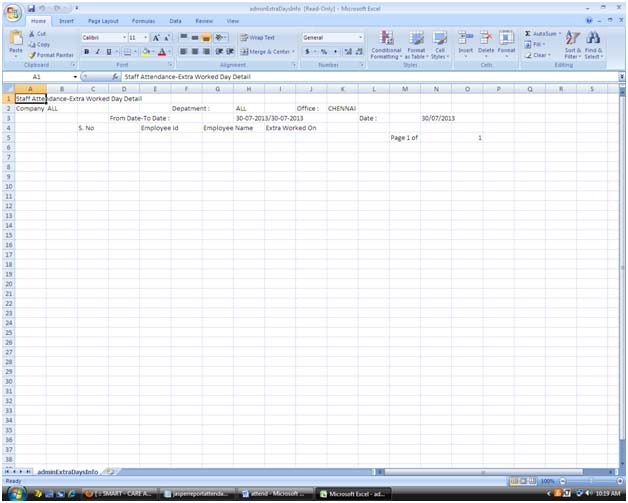 adminExtraDaysInfo [Read-Only] - Microsoft Excel
Home Insert Page Layout Formulas Data Review View
Paste Cut Copy Format Painter
Calibri 11 A A Wrap Text General
B I U Merge & Center $ % ,
Conditional Formatting Format as Table Cell Styles Insert Delete Format
Σ AutoSum Fill Clear Sort & Filter Find & Select
Clipboard Font Alignment Number Styles Cells Editing
A1 fx Staff Attendance-Extra Worked Day Detail
A B C D E F G H I J K L M N O P Q R S
1 Staff Attendance-Extra Worked Day Detail
2 Company ALL Depatment : ALL Office : CHENNAI
3 From Date-To Date : 30-07-2013/30-07-2013 Date : 30/07/2013
4 S. No Employee Id Employee Name Extra Worked On
5 Page 1 of 1
6
7
8
9
10
11
12
13
14
15
16
17
18
19
20
21
22
23
24
25
26
27
28
29
30
31
32
33
34
35
36
37
38
adminExtraDaysInfo
Ready 100%
[ :: SMART - CARE A... jasperreportattenda... attend - Microsoft ... Microsoft Excel - ad... 10:19 AM